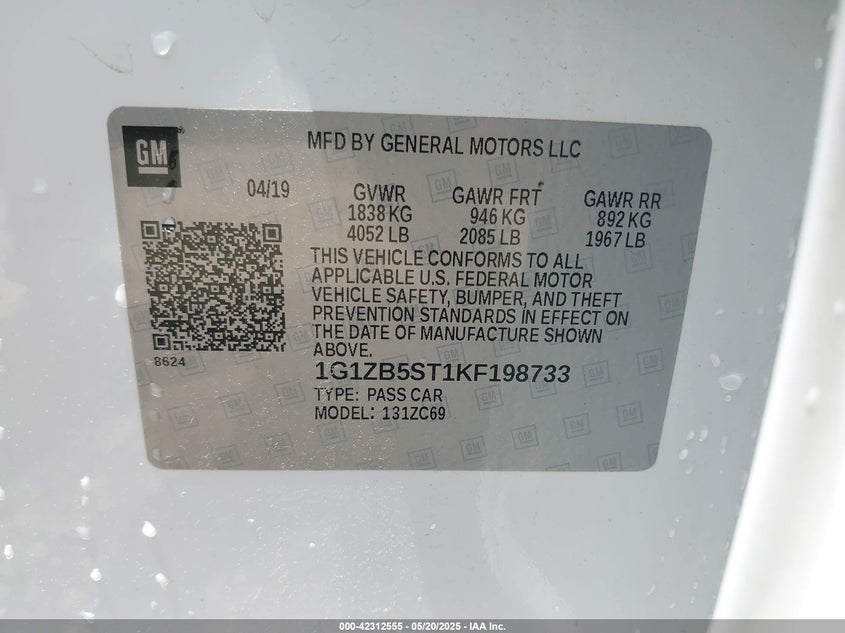 GM
MFD BY GENERAL MOTORS LLC
04/19
GVWR GAWR FRT GAWR RR
1838 KG 946 KG 892 KG
4052 LB 2085 LB 1967 LB
THIS VEHICLE CONFORMS TO ALL
APPLICABLE U.S. FEDERAL MOTOR
VEHICLE SAFETY, BUMPER, AND THEFT
PREVENTION STANDARDS IN EFFECT ON
THE DATE OF MANUFACTURE SHOWN
ABOVE.
8624
1G1ZB5ST1KF198733
TYPE: PASS CAR
MODEL: 131ZC69
000-42312555 - 05/20/2025 - IAA Inc.